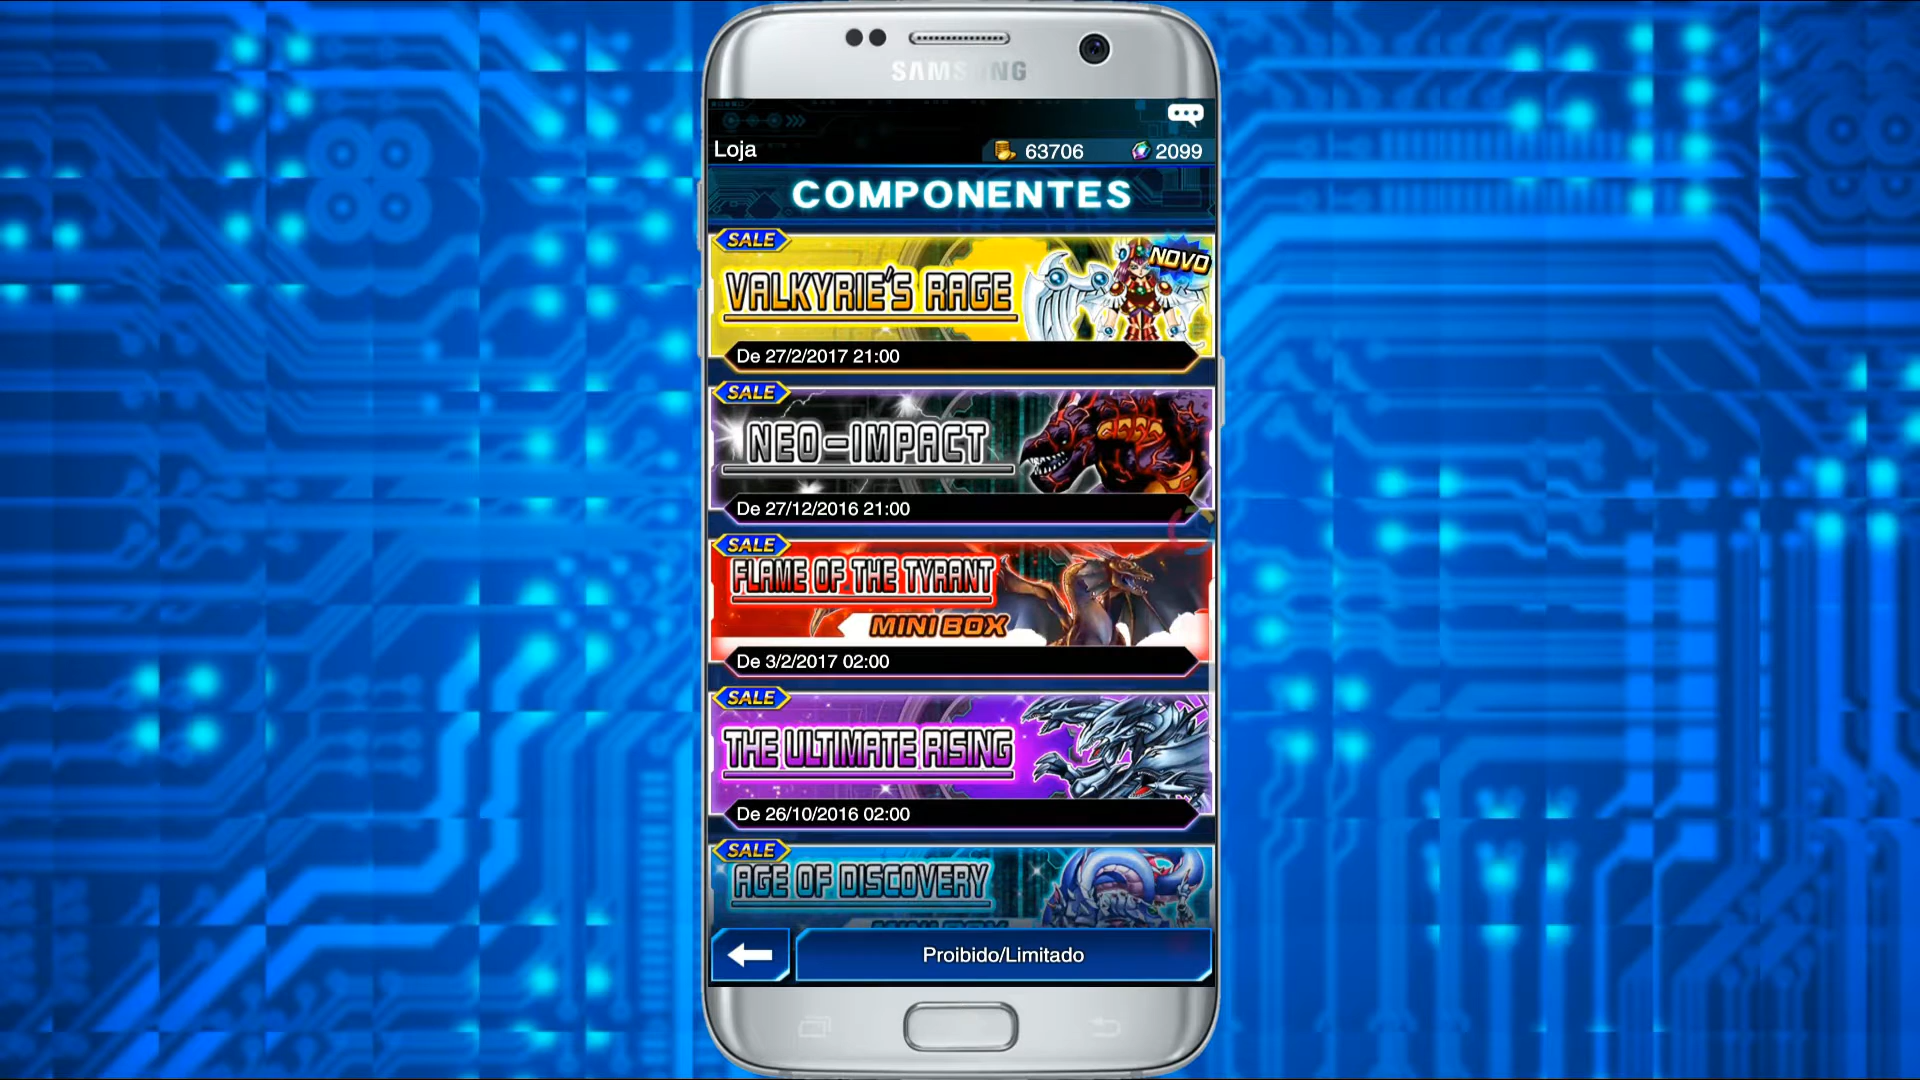 SAMSUNG
Loja
63706
2099
COMPONENTES
SALE
NOVO
VALKYRIE'S RAGE
De 27/2/2017 21:00
SALE
NEO-IMPACT
De 27/12/2016 21:00
SALE
FLAME OF THE TYRANT
MINI BOX
De 3/2/2017 02:00
SALE
THE ULTIMATE RISING
De 26/10/2016 02:00
SALE
AGE OF DISCOVERY
MINI BOX
Proibido/Limitado